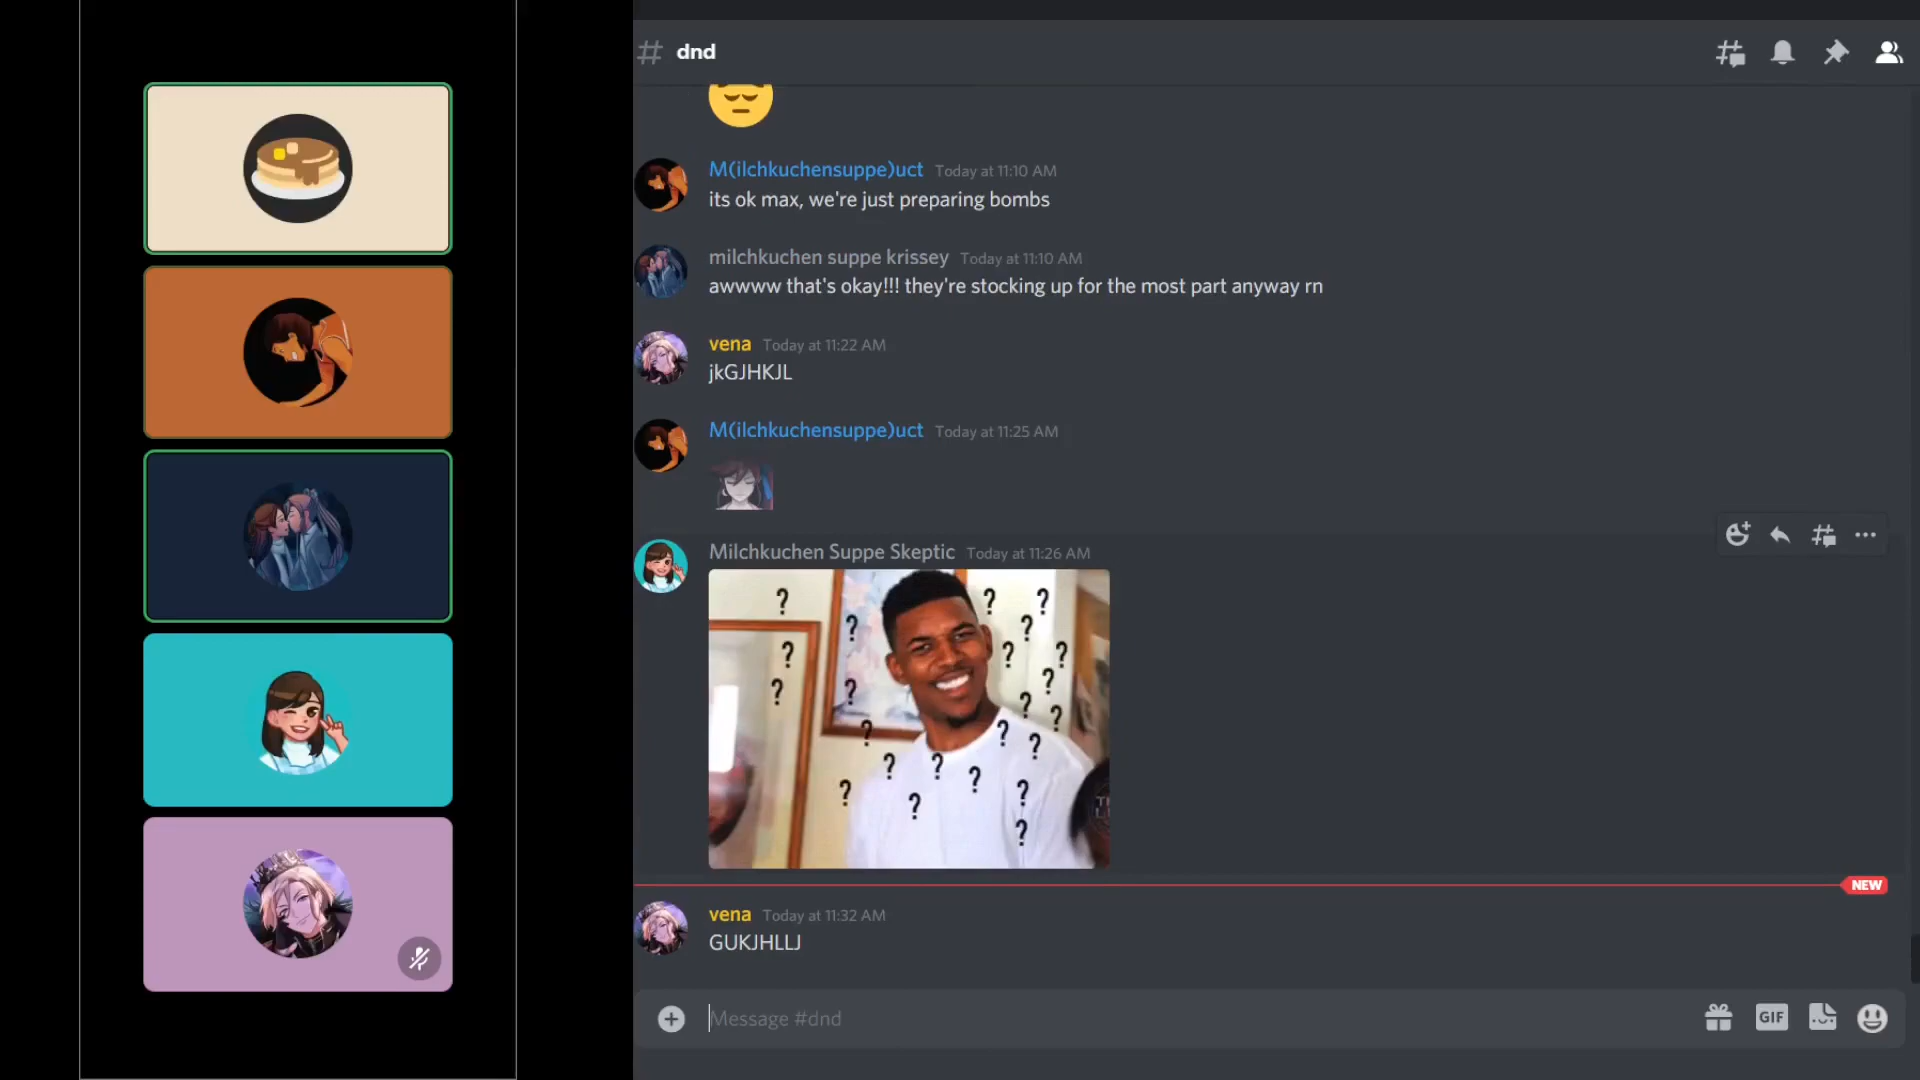 # dnd
M(ilchkuchensuppe)uct Today at 11:10 AM
its ok max, we're just preparing bombs
milchkuchen suppe krissey Today at 11:10 AM
awwww that's okay!!! they're stocking up for the most part anyway rn
vena Today at 11:22 AM
jkGJHKJL
M(ilchkuchensuppe)uct Today at 11:25 AM
Milchkuchen Suppe Skeptic Today at 11:26 AM
? ? ? ? ? ? ? ? ? ? ? ? ? ? ? ? ? ? ? ? ? ? ? ?
NEW
vena Today at 11:32 AM
GUKJHLLJ
Message #dnd
GIF